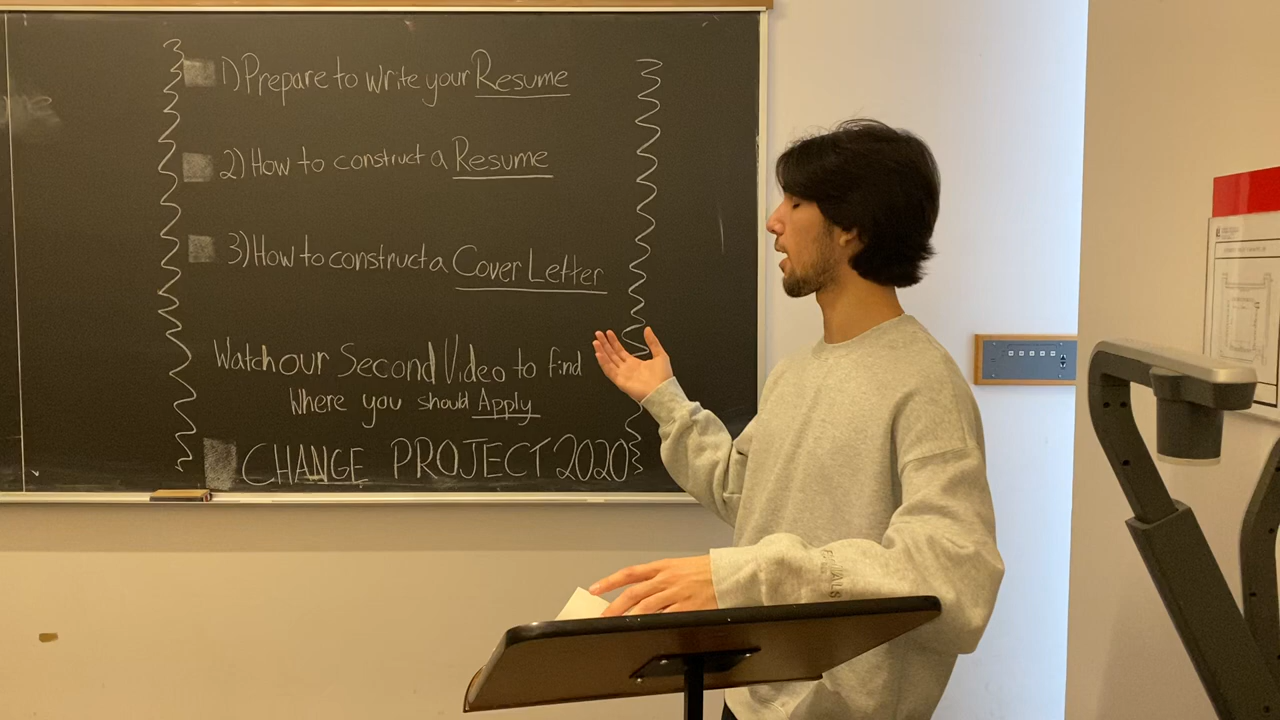 1) Prepare to write your Resume
2) How to construct a Resume
3) How to construct a Cover Letter
Watch our Second Video to find
Where you should Apply
CHANGE PROJECT 2020